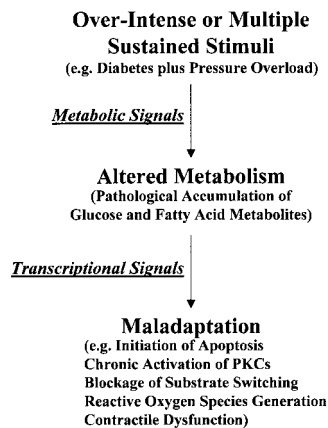 Over-Intense or Multiple
Sustained Stimuli
(e.g. Diabetes plus Pressure Overload)
Metabolic Signals
Altered Metabolism
(Pathological Accumulation of
Glucose and Fatty Acid Metabolites)
Transcriptional Signals
Maladaptation
(e.g. Initiation of Apoptosis
Chronic Activation of PKCs
Blockage of Substrate Switching
Reactive Oxygen Species Generation
Contractile Dysfunction)